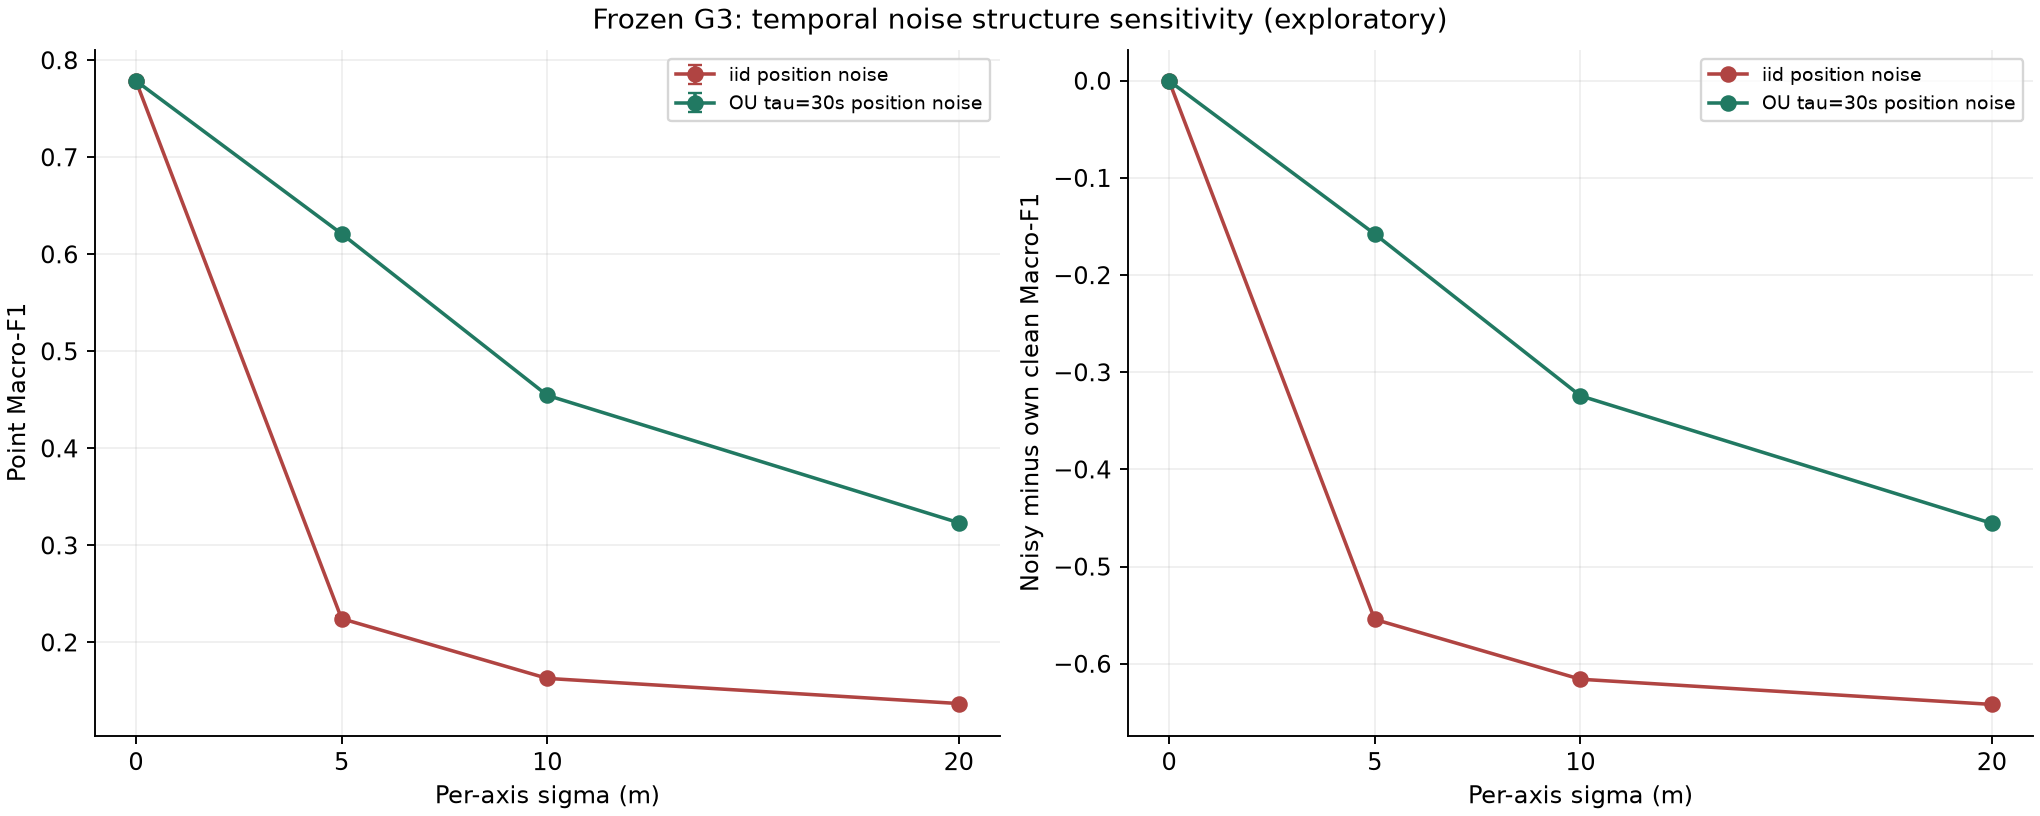 Frozen G3: temporal noise structure sensitivity (exploratory)
Point Macro-F1
0.8
0.7
0.6
0.5
0.4
0.3
0.2
iid position noise
OU tau=30s position noise
0
5
10
20
Per-axis sigma (m)
Noisy minus own clean Macro-F1
0.0
−0.1
−0.2
−0.3
−0.4
−0.5
−0.6
iid position noise
OU tau=30s position noise
0
5
10
20
Per-axis sigma (m)